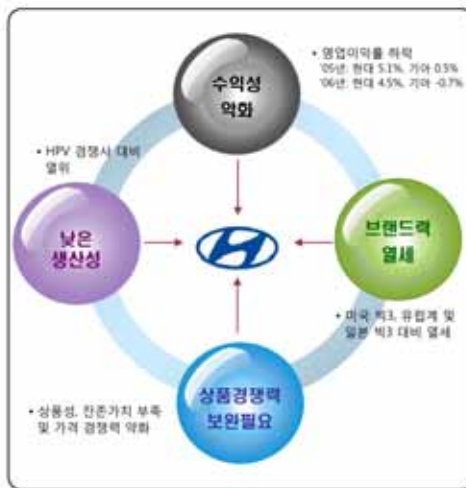 • 영업이익률 하락
'05년: 현대 5.1%, 기아 0.5%
'06년: 현대 4.5%, 기아 -0.7%
수익성
악화
• HPV 경쟁사 대비
열위
낮은
생산성
브랜드력
열세
• 미국 빅3, 유럽계 및
일본 빅3 대비 열세
상품경쟁력
보완필요
• 상품성, 잔존가치 부족
및 가격 경쟁력 악화